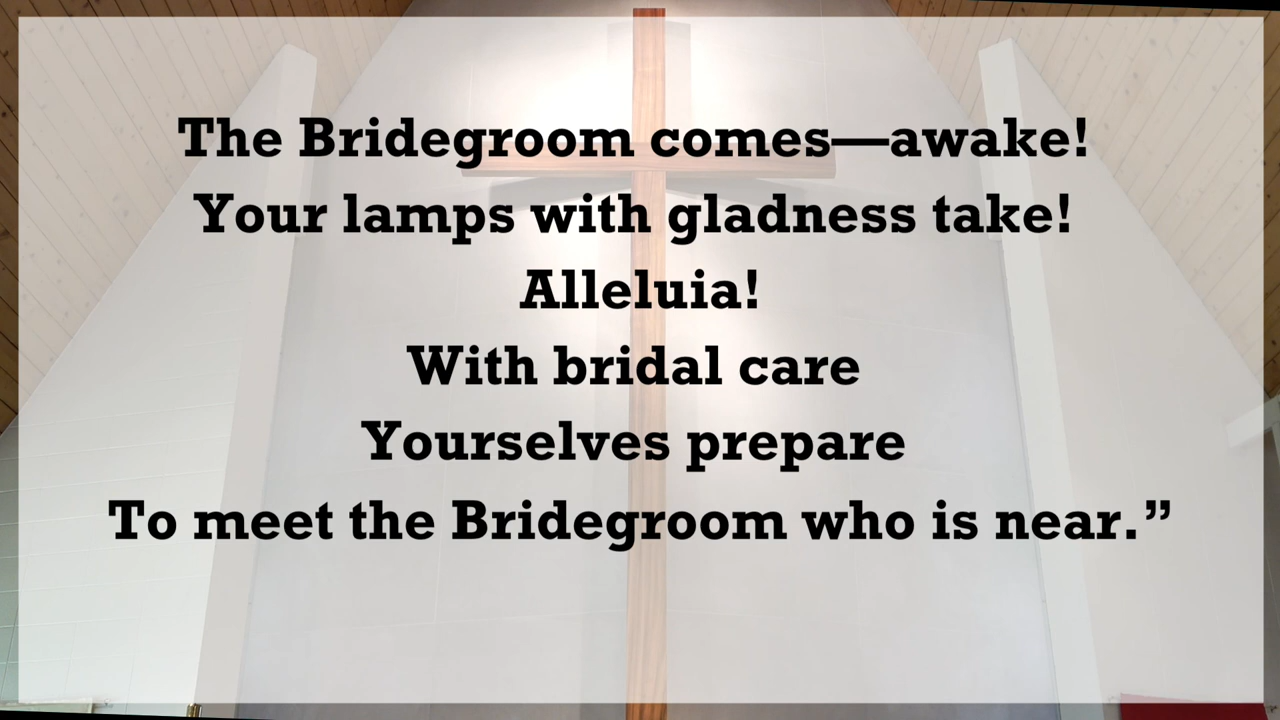 The Bridegroom comes—awake!
Your lamps with gladness take!
Alleluia!
With bridal care
Yourselves prepare
To meet the Bridegroom who is near.”